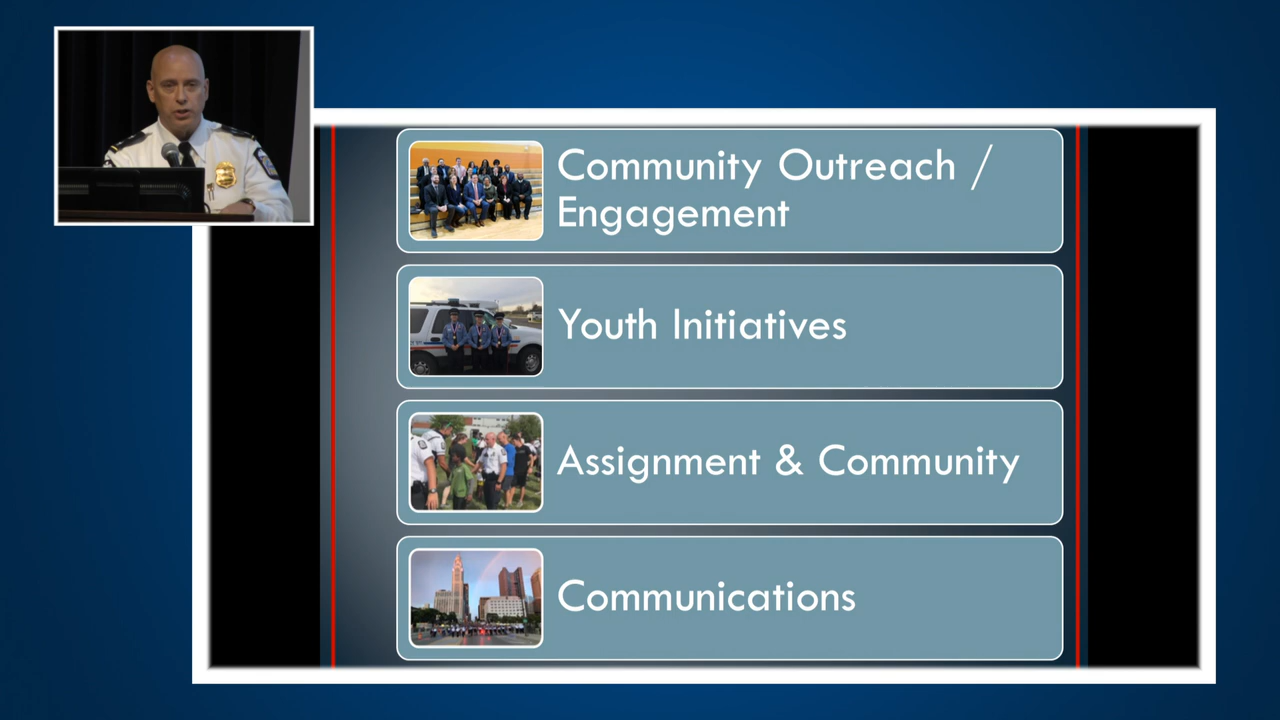 Community Outreach /
Engagement
Youth Initiatives
Assignment & Community
Communications